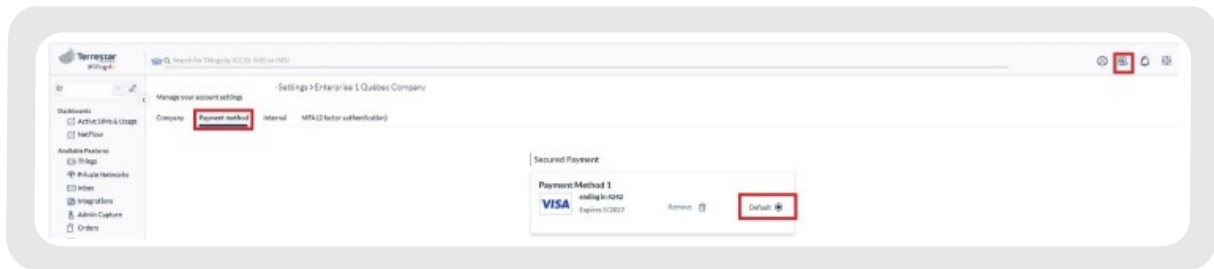 Terrestar
Search for Things by ICCID, IMEI or IMSI
Er
Settings > Enterprise 1 Québec Company
Manage your account settings
Company Payment method Internal MFA (2 factor authentication)
Dashboards
Active SIMs & Usage
NetFlow
Available Features
Things
Private Networks
Inbox
Integrations
Admin Capture
Orders
Secured Payment
Payment Method 1
VISA
ending in 4242
Expires 3/2027
Remove
Default